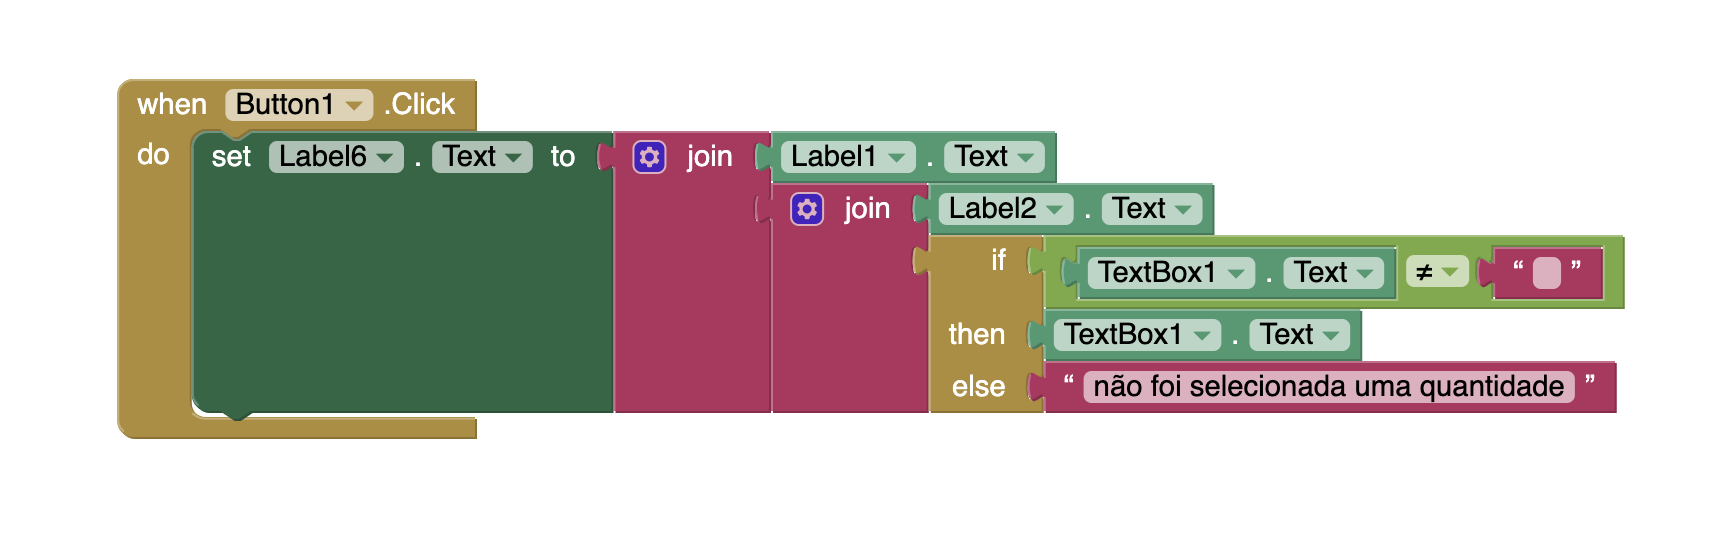 when Button1 .Click
do set Label6 . Text to join Label1 . Text
join Label2 . Text
if TextBox1 . Text ≠ “ ”
then TextBox1 . Text
else “ não foi selecionada uma quantidade ”